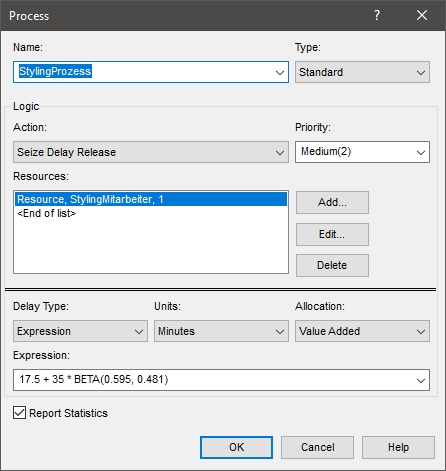 Process
?
Name:
Type:
StylingProzess
Standard
Logic
Action:
Priority:
Seize Delay Release
Medium(2)
Resources:
Resource, StylingMitarbeiter, 1
<End of list>
Add...
Edit...
Delete
Delay Type:
Units:
Allocation:
Expression
Minutes
Value Added
Expression:
17.5 + 35 * BETA(0.595, 0.481)
Report Statistics
OK
Cancel
Help